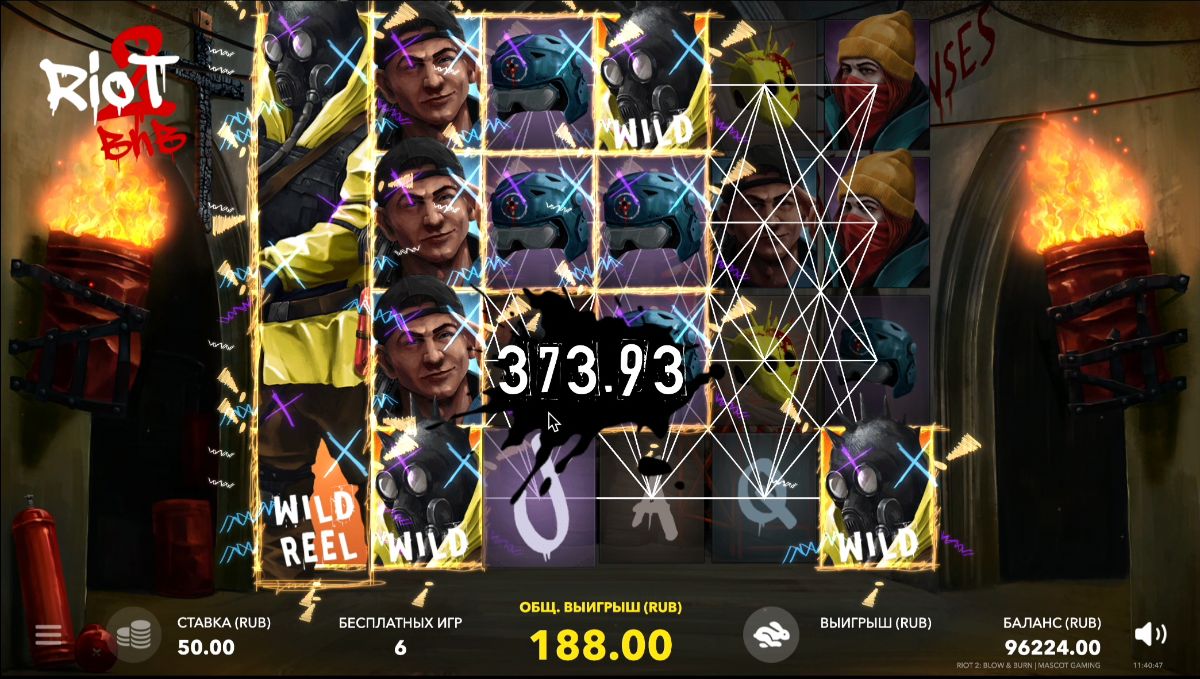 RiOT
2
BnB
NSES
WILD
373.93
WILD
REEL
WILD
J
A
Q
WILD
СТАВКА (RUB)
50.00
БЕСПЛАТНЫХ ИГР
6
ОБЩ. ВЫИГРЫШ (RUB)
188.00
ВЫИГРЫШ (RUB)
БАЛАНС (RUB)
96224.00
RIOT 2: BLOW & BURN | MASCOT GAMING
11:40:47